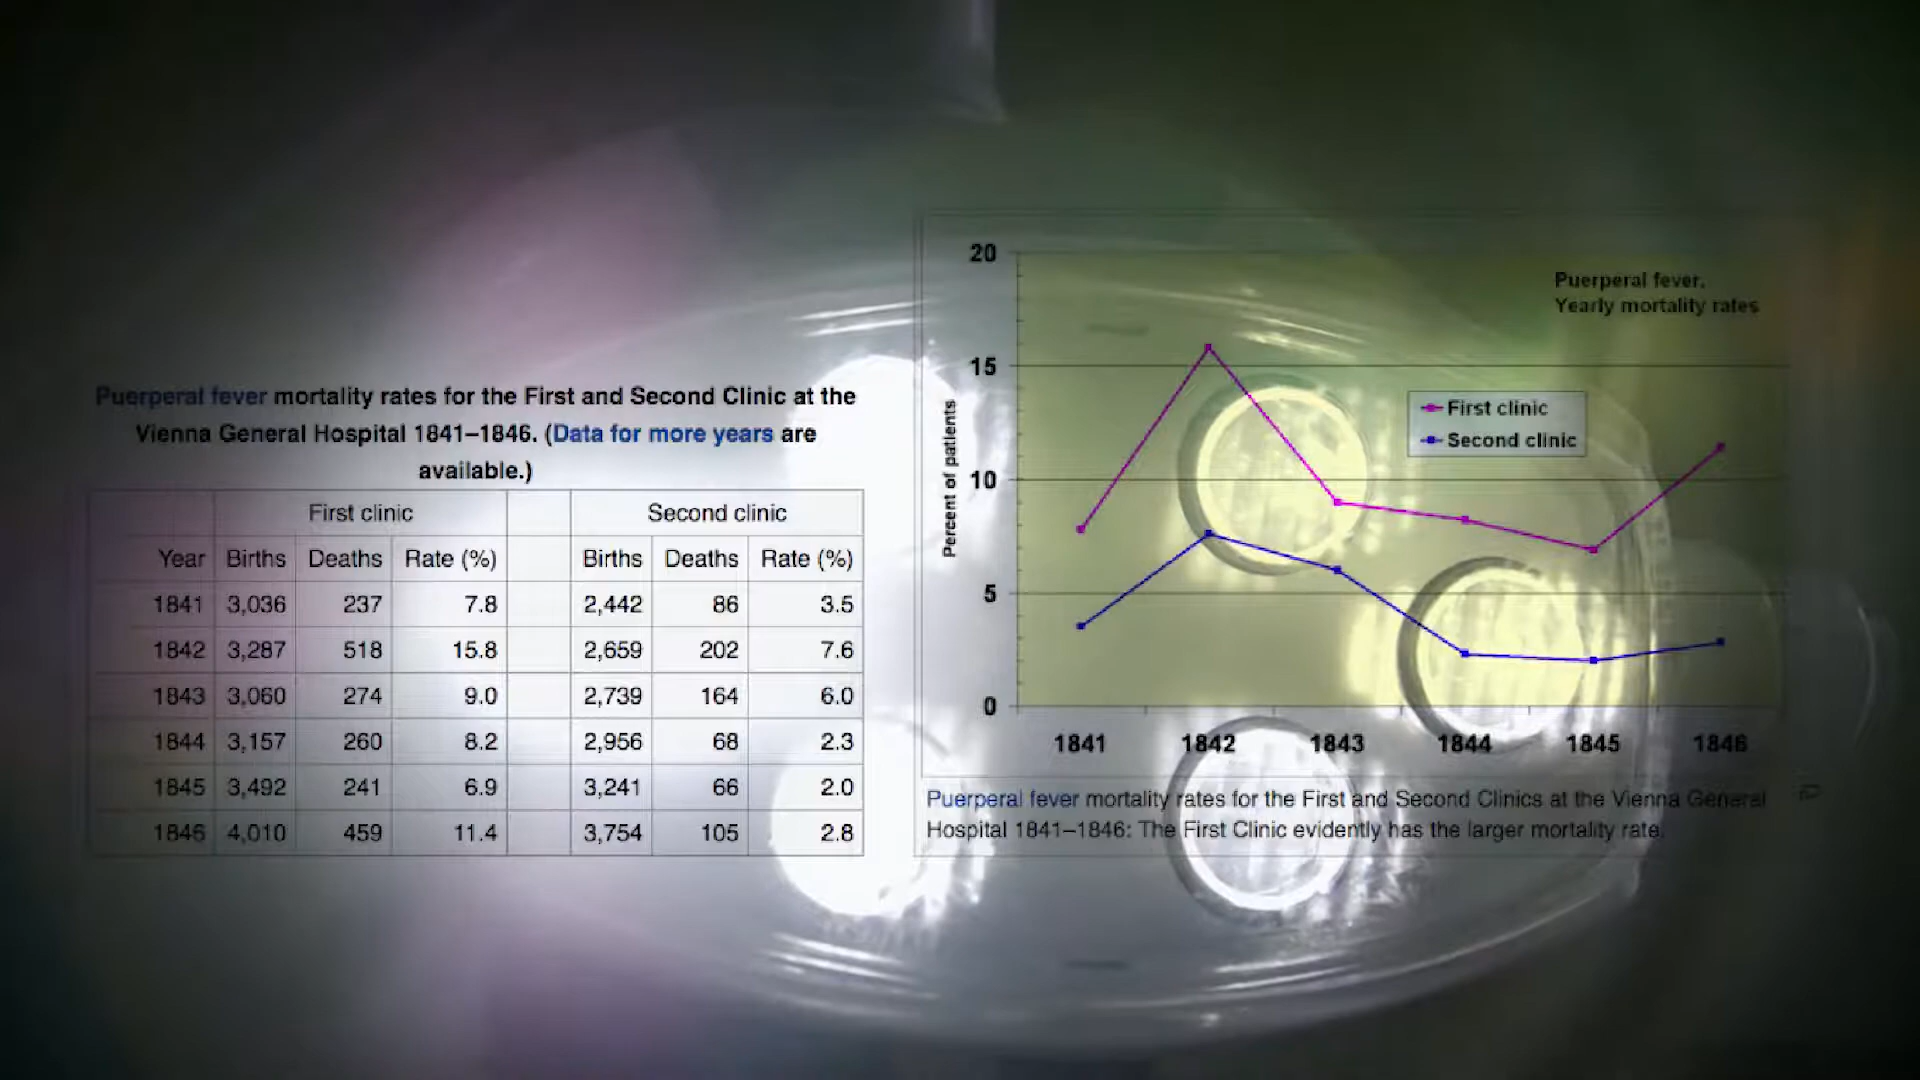 Puerperal fever mortality rates for the First and Second Clinic at the
Vienna General Hospital 1841–1846. (Data for more years are
available.)
First clinic Second clinic
Year Births Deaths Rate (%) Births Deaths Rate (%)
1841 3,036 237 7.8 2,442 86 3.5
1842 3,287 518 15.8 2,659 202 7.6
1843 3,060 274 9.0 2,739 164 6.0
1844 3,157 260 8.2 2,956 68 2.3
1845 3,492 241 6.9 3,241 66 2.0
1846 4,010 459 11.4 3,754 105 2.8
Puerperal fever,
Yearly mortality rates
First clinic
Second clinic
Percent of patients
20
15
10
5
0
1841 1842 1843 1844 1845 1846
Puerperal fever mortality rates for the First and Second Clinics at the Vienna General
Hospital 1841–1846: The First Clinic evidently has the larger mortality rate.